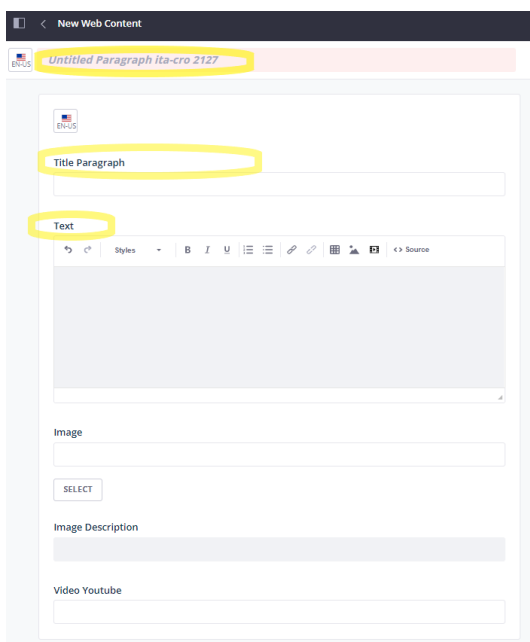 New Web Content
EN-US
Untitled Paragraph ita-cro 2127
EN-US
Title Paragraph
Text
Styles B I U <> Source
Image
SELECT
Image Description
Video Youtube